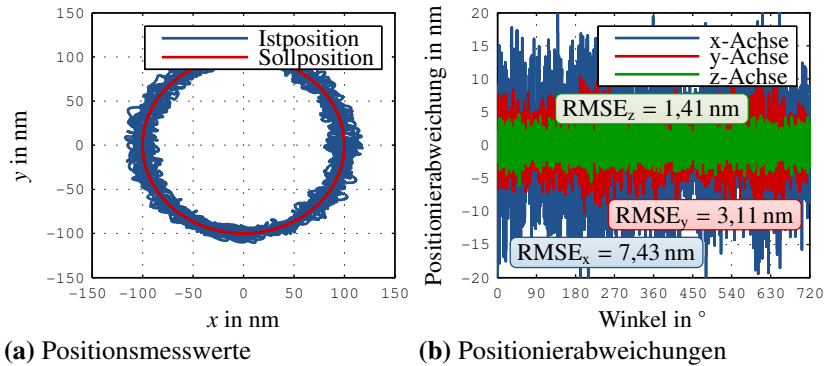 150
100
50
0
−50
−100
150
−150
−100
−50
0
50
100
150
y in nm
x in nm
Istposition
Sollposition
(a) Positionsmesswerte
20
15
10
5
0
−5
−10
−15
−20
0
90
180
270
360
450
540
630
720
Positionierabweichung in nm
Winkel in °
x-Achse
y-Achse
z-Achse
RMSEz = 1,41 nm
RMSEy = 3,11 nm
RMSEx = 7,43 nm
(b) Positionierabweichungen